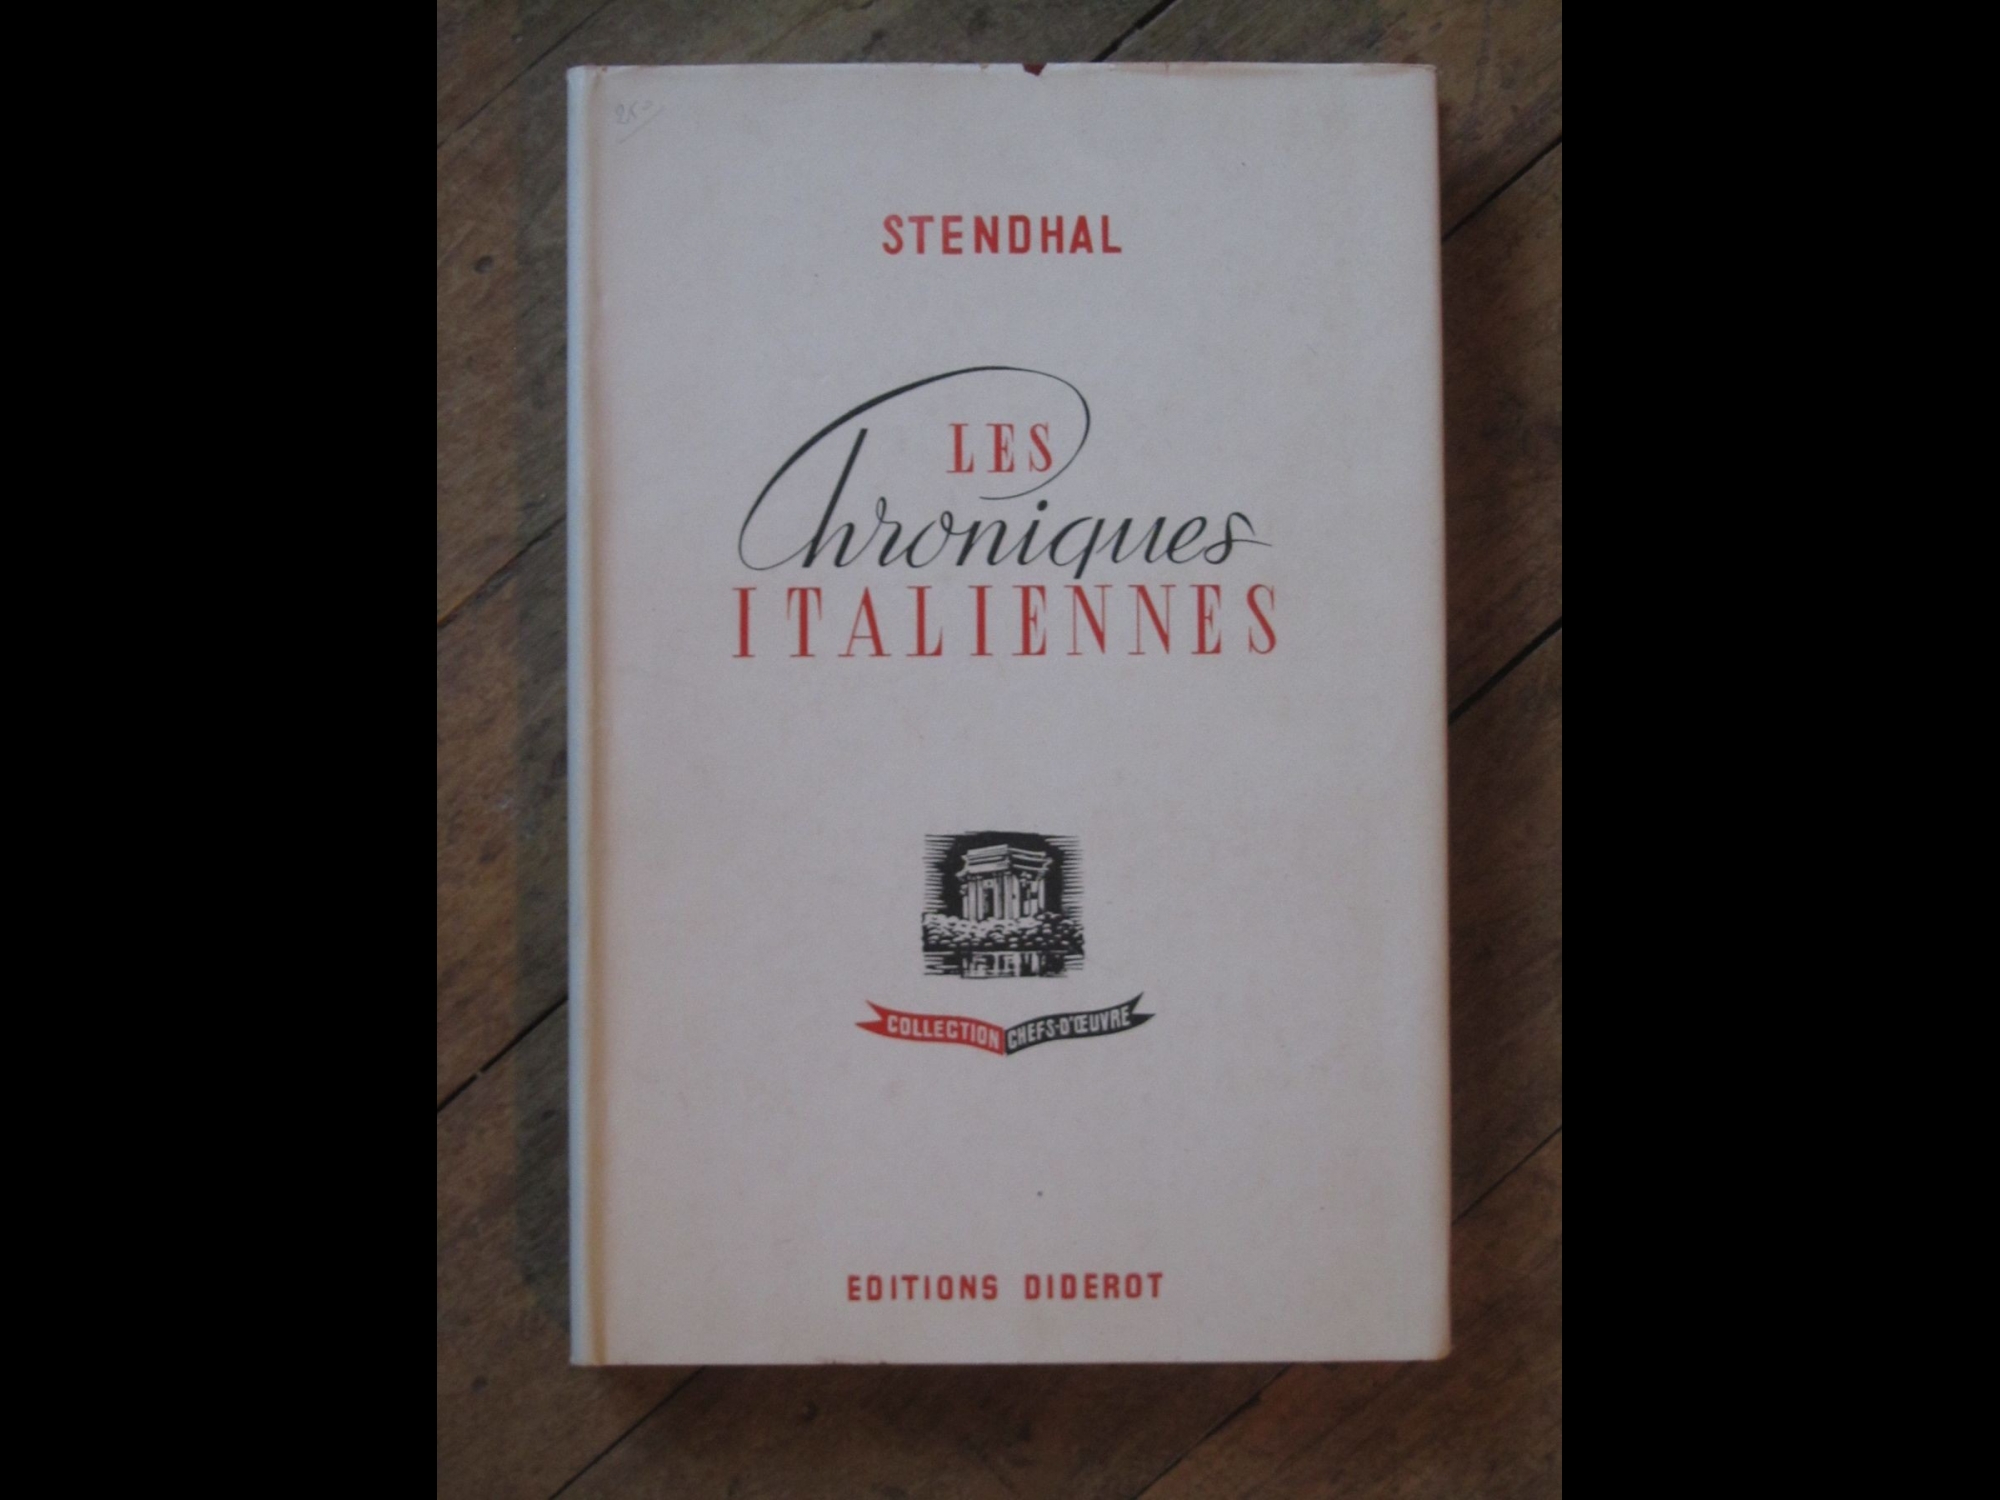 STENDHAL
LES
Chroniques
ITALIENNES
COLLECTION CHEFS-D'ŒUVRE
EDITIONS DIDEROT